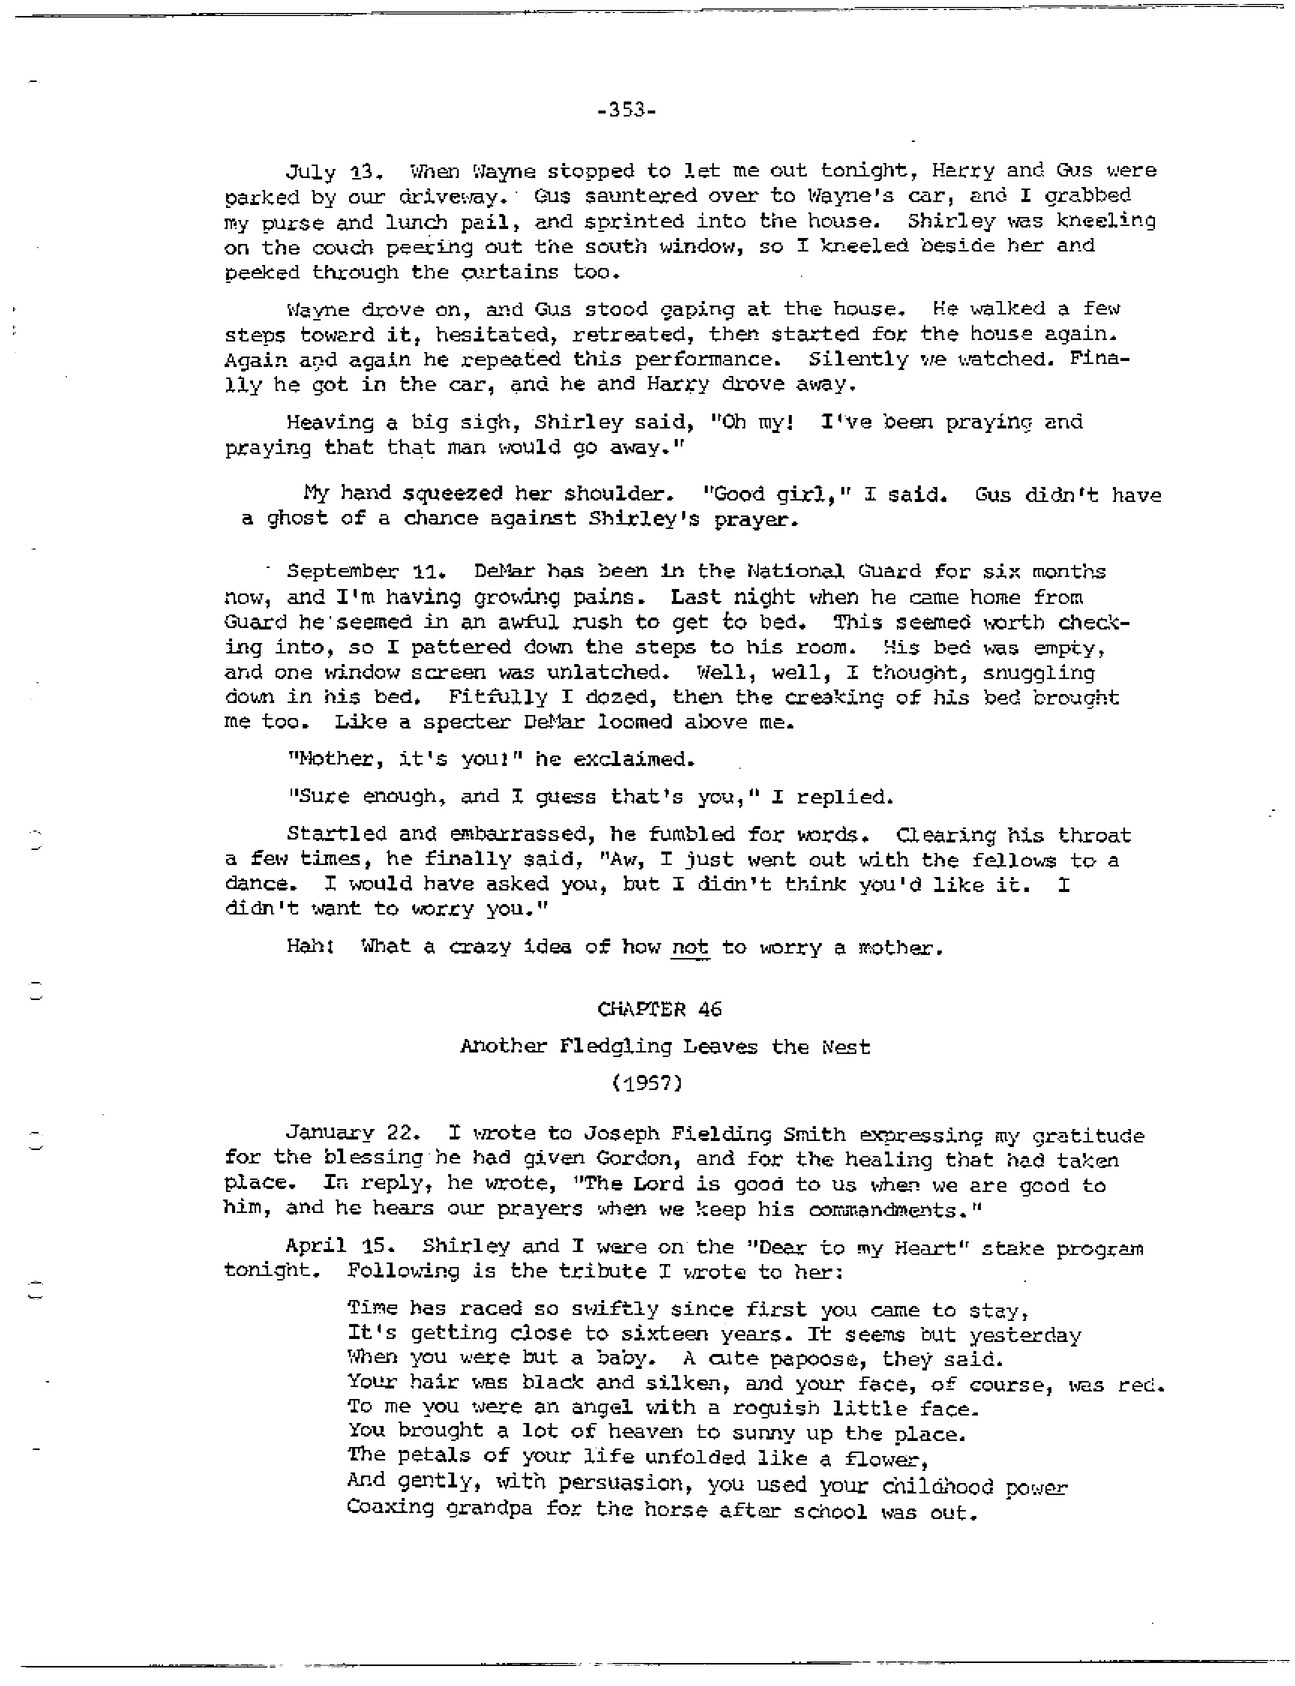 -353-
July 13. When Wayne stopped to let me out tonight, Harry and Gus were
parked by our driveway. Gus sauntered over to Wayne's car, and I grabbed
my purse and lunch pail, and sprinted into the house. Shirley was kneeling
on the couch peering out the south window, so I kneeled beside her and
peeked through the curtains too.
Wayne drove on, and Gus stood gaping at the house. He walked a few
steps toward it, hesitated, retreated, then started for the house again.
Again and again he repeated this performance. Silently we watched. Fina-
lly he got in the car, and he and Harry drove away.
Heaving a big sigh, Shirley said, "Oh my! I've been praying and
praying that that man would go away."
My hand squeezed her shoulder. "Good girl," I said. Gus didn't have
a ghost of a chance against Shirley's prayer.
September 11. DeMar has been in the National Guard for six months
now, and I'm having growing pains. Last night when he came home from
Guard he seemed in an awful rush to get to bed. This seemed worth check-
ing into, so I pattered down the steps to his room. His bed was empty,
and one window screen was unlatched. Well, well, I thought, snuggling
down in his bed. Fitfully I dozed, then the creaking of his bed brought
me too. Like a specter DeMar loomed above me.
"Mother, it's you!" he exclaimed.
"Sure enough, and I guess that's you," I replied.
Startled and embarrassed, he fumbled for words. Clearing his throat
a few times, he finally said, "Aw, I just went out with the fellows to a
dance. I would have asked you, but I didn't think you'd like it. I
didn't want to worry you."
Hah! What a crazy idea of how not to worry a mother.
CHAPTER 46
Another Fledgling Leaves the Nest
(1957)
January 22. I wrote to Joseph Fielding Smith expressing my gratitude
for the blessing he had given Gordon, and for the healing that had taken
place. In reply, he wrote, "The Lord is good to us when we are good to
him, and he hears our prayers when we keep his commandments."
April 15. Shirley and I were on the "Dear to my Heart" stake program
tonight. Following is the tribute I wrote to her:
Time has raced so swiftly since first you came to stay,
It's getting close to sixteen years. It seems but yesterday
When you were but a baby. A cute papoose, they said.
Your hair was black and silken, and your face, of course, was red.
To me you were an angel with a roguish little face.
You brought a lot of heaven to sunny up the place.
The petals of your life unfolded like a flower,
And gently, with persuasion, you used your childhood power
Coaxing grandpa for the horse after school was out.